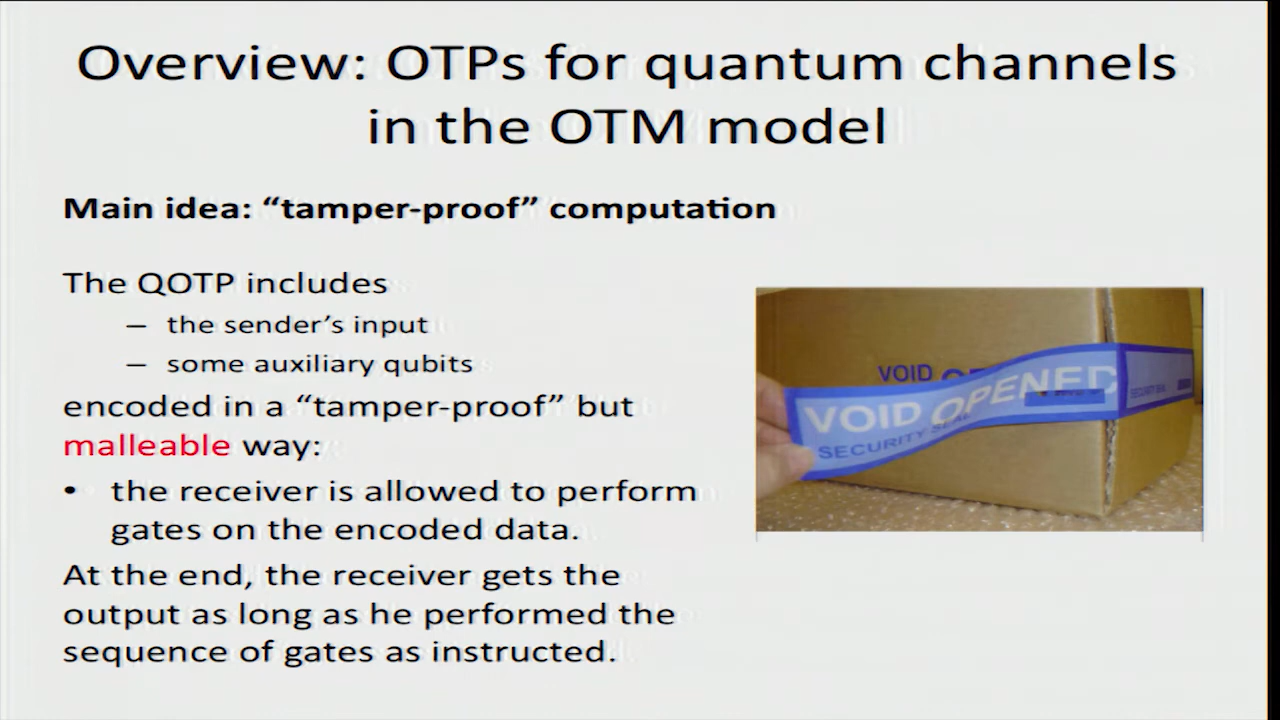 Overview: OTPs for quantum channels
in the OTM model
Main idea: “tamper-proof” computation
The QOTP includes
– the sender’s input
– some auxiliary qubits
encoded in a “tamper-proof” but
malleable way:
• the receiver is allowed to perform
gates on the encoded data.
At the end, the receiver gets the
output as long as he performed the
sequence of gates as instructed.
VOID
VOID OPENED
SECURITY SEAL